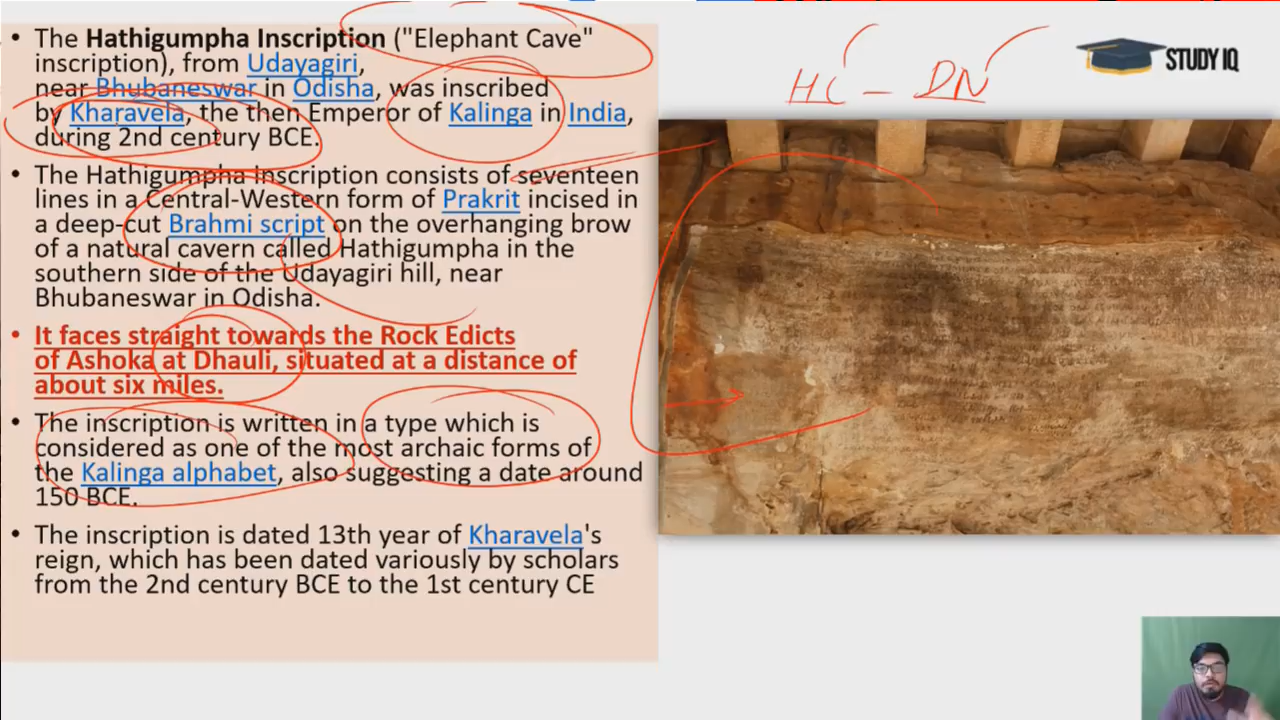 The Hathigumpha Inscription ("Elephant Cave"
inscription), from Udayagiri,
near Bhubaneswar in Odisha, was inscribed
by Kharavela, the then Emperor of Kalinga in India,
during 2nd century BCE.
The Hathigumpha Inscription consists of seventeen
lines in a Central-Western form of Prakrit incised in
a deep-cut Brahmi script on the overhanging brow
of a natural cavern called Hathigumpha in the
southern side of the Udayagiri hill, near
Bhubaneswar in Odisha.
It faces straight towards the Rock Edicts
of Ashoka at Dhauli, situated at a distance of
about six miles.
The inscription is written in a type which is
considered as one of the most archaic forms of
the Kalinga alphabet, also suggesting a date around
150 BCE.
The inscription is dated 13th year of Kharavela's
reign, which has been dated variously by scholars
from the 2nd century BCE to the 1st century CE
HC - DN
STUDY IQ